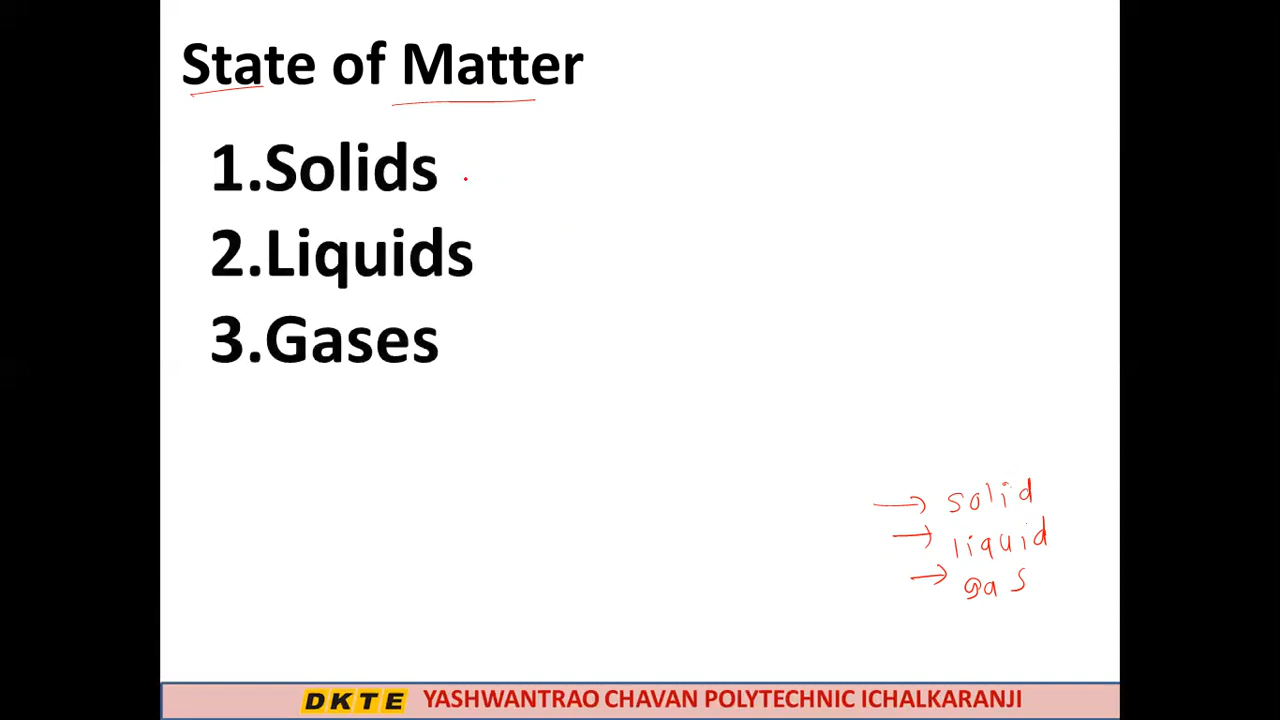 State of Matter
1.Solids
2.Liquids
3.Gases
→ solid
→ liquid
→ gas
DKTE YASHWANTRAO CHAVAN POLYTECHNIC ICHALKARANJI